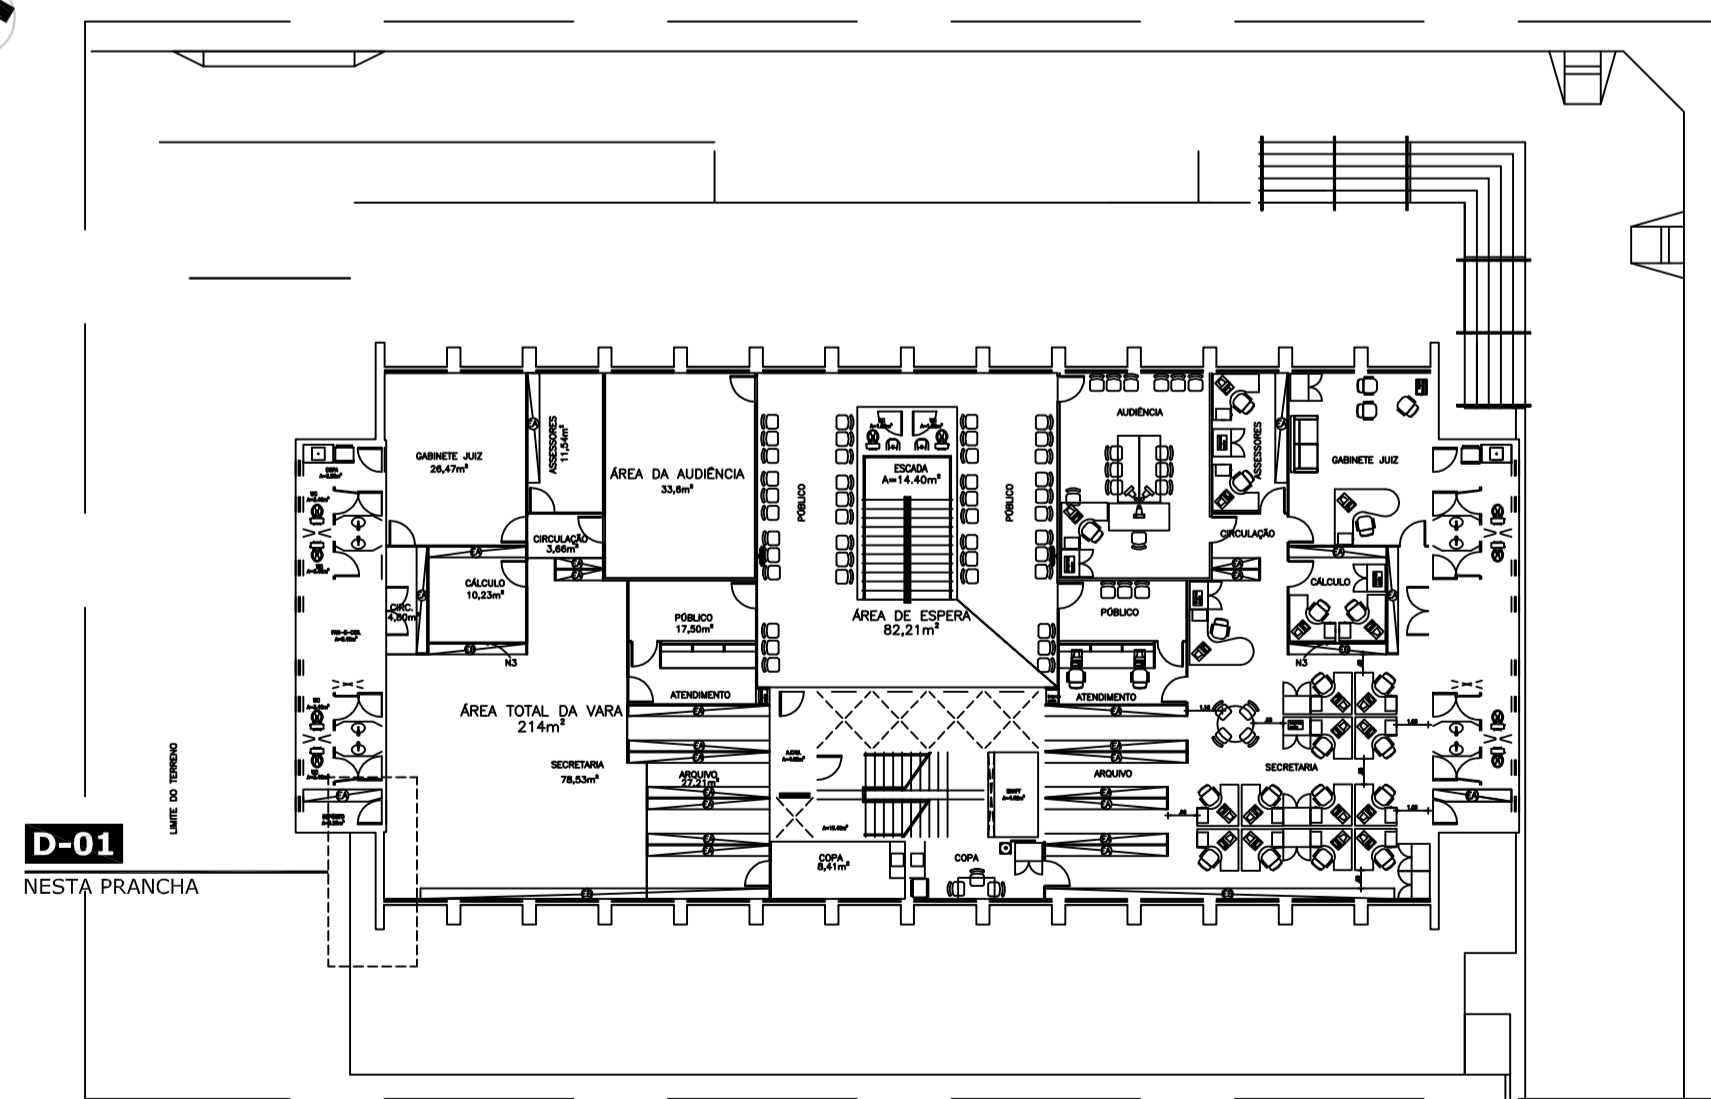 GABINETE JUIZ
26,47m²
ASSESSORES
11,54m²
ÁREA DA AUDIÊNCIA
33,6m²
CIRCULAÇÃO
3,66m²
CÁLCULO
10,23m²
CIRC.
4,80m²
N3
PÚBLICO
17,50m²
ATENDIMENTO
ÁREA TOTAL DA VARA
214m²
SECRETARIA
78,53m²
ARQUIVO
27,21m²
PÚBLICO
ESCADA
A=14.40m²
PÚBLICO
ÁREA DE ESPERA
82,21m²
COPA
8,41m²
COPA
AUDIÊNCIA
ASSESSORES
GABINETE JUIZ
CIRCULAÇÃO
CÁLCULO
N3
PÚBLICO
ATENDIMENTO
ARQUIVO
SECRETARIA
LIMITE DO TERRENO
D-01
NESTA PRANCHA